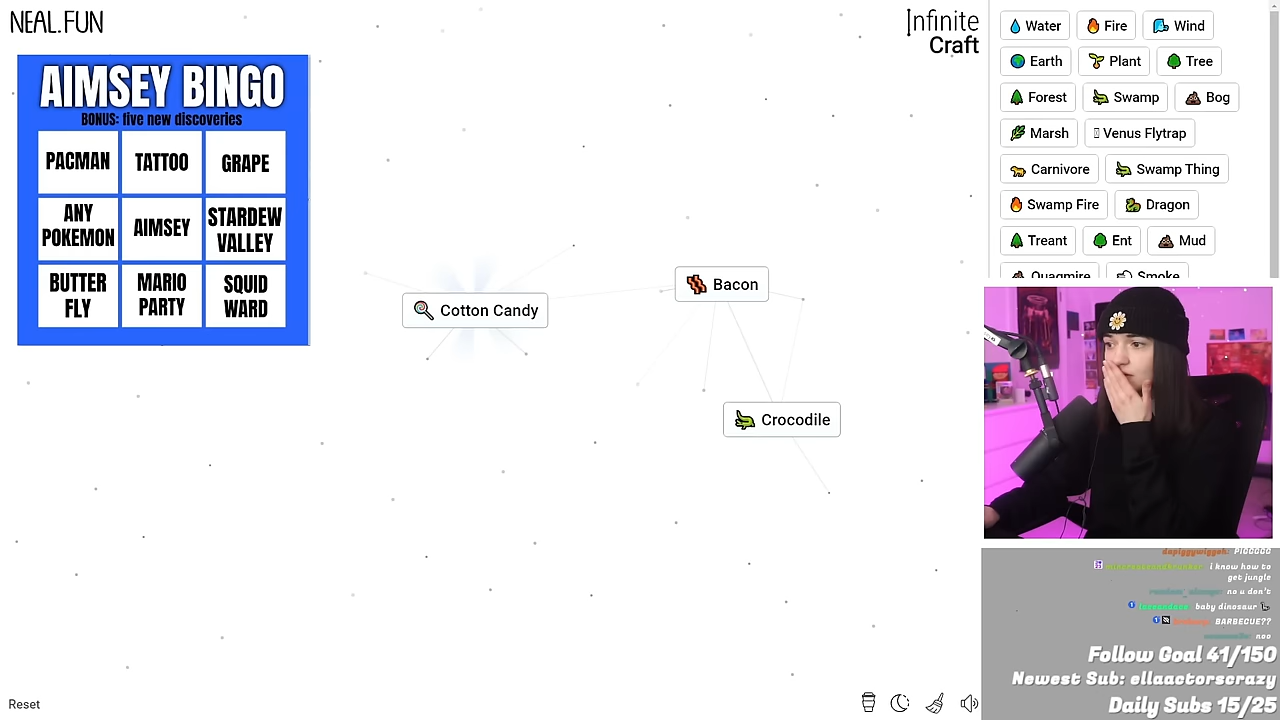 NEAL.FUN
Infinite
Craft
AIMSEY BINGO
BONUS: five new discoveries
PACMAN
TATTOO
GRAPE
ANY
POKEMON
AIMSEY
STARDEW
VALLEY
BUTTER
FLY
MARIO
PARTY
SQUID
WARD
Cotton Candy
Bacon
Crocodile
Water
Fire
Wind
Earth
Plant
Tree
Forest
Swamp
Bog
Marsh
Venus Flytrap
Carnivore
Swamp Thing
Swamp Fire
Dragon
Treant
Ent
Mud
Quagmire
Smoke
i know how to
get jungle
no u don't
baby dinosaur
BARBECUE??
noo
Follow Goal 41/150
Newest Sub: ellaactorscrazy
Daily Subs 15/25
Reset